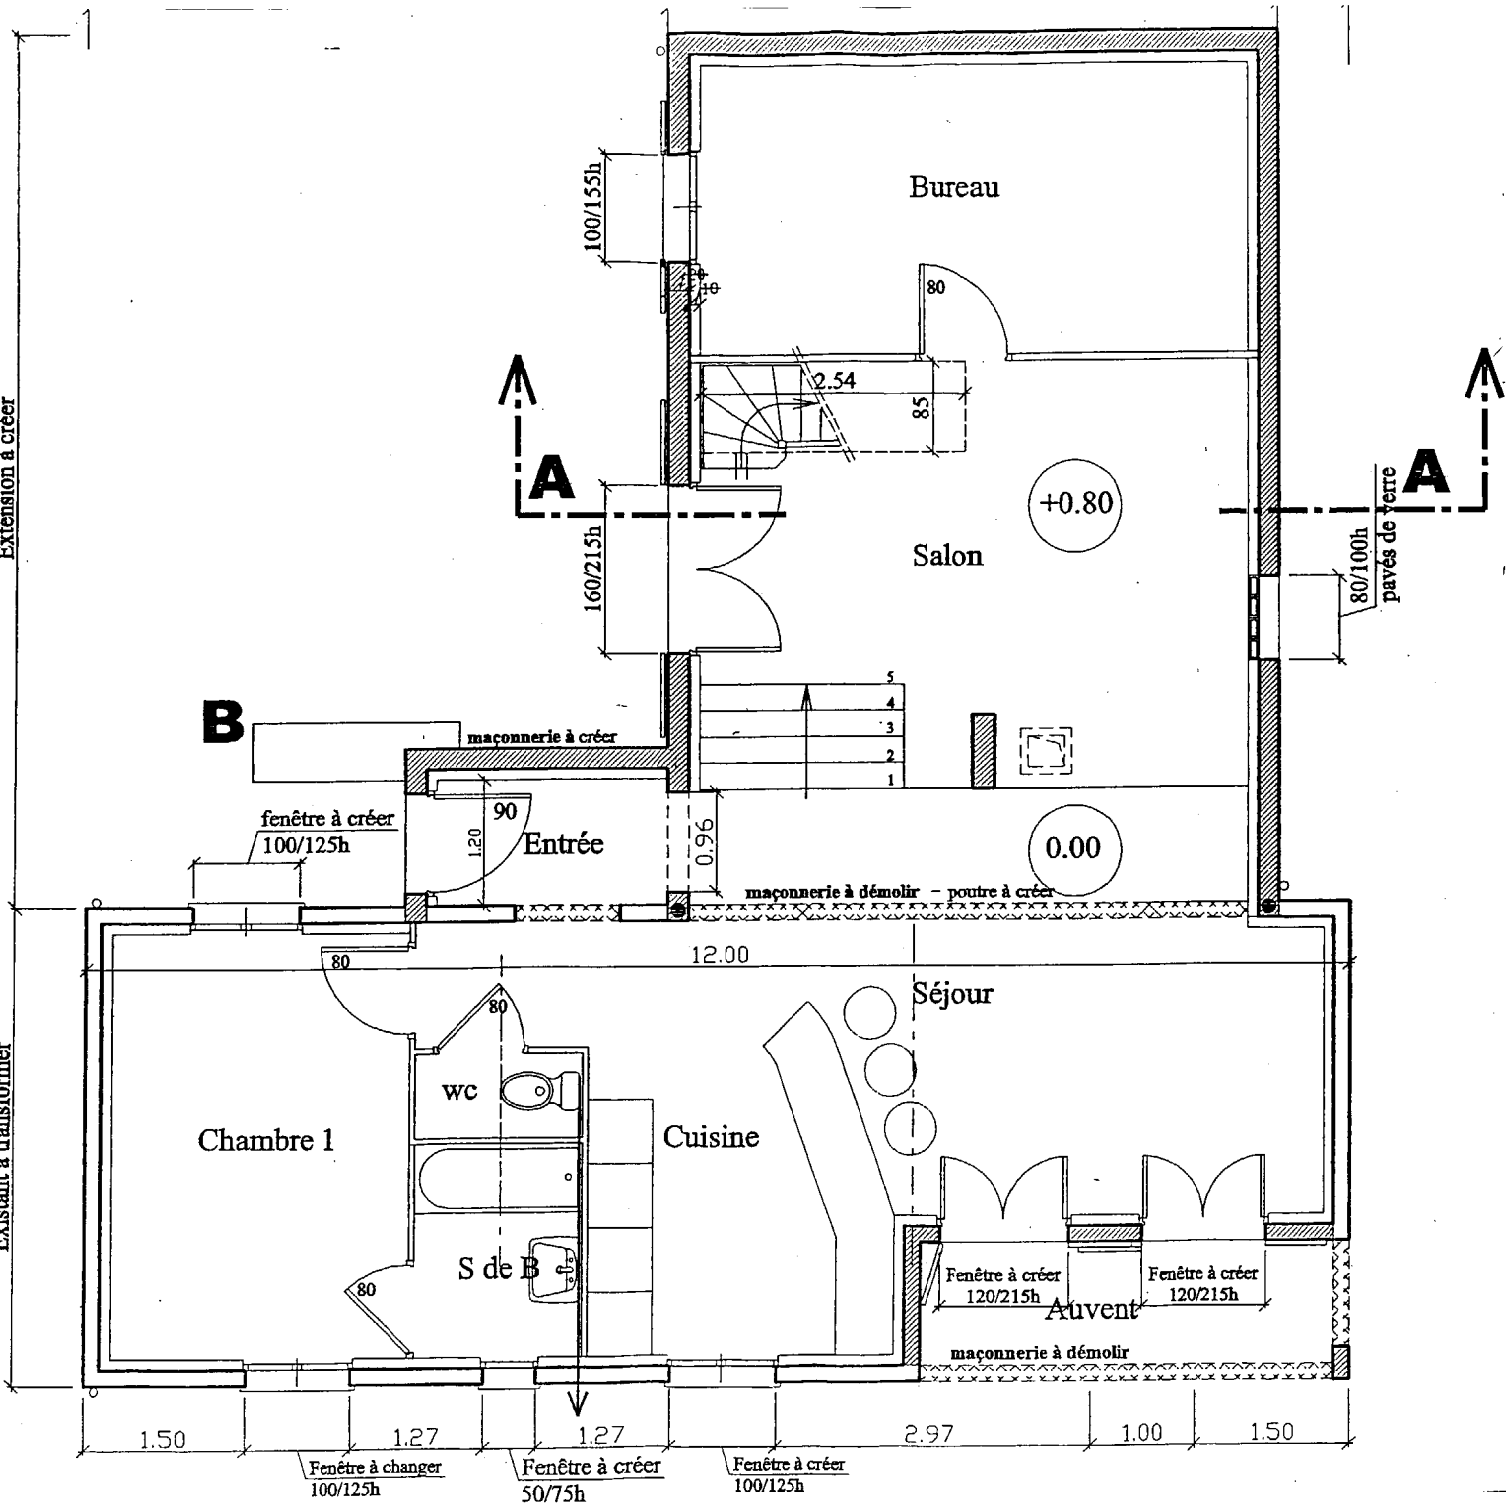 Bureau
100/155h
20
10
80
2.54
85
A
A
+0.80
Salon
160/215h
80/100h
pavés de verre
Extension à créer
5
4
3
2
1
B
maçonnerie à créer
fenêtre à créer
100/125h
90
1.20
Entrée
0.96
0.00
maçonnerie à démolir - poutre à créer
12.00
80
80
Séjour
wc
Chambre 1
Cuisine
Existant à transformer
S de B
80
Fenêtre à créer
120/215h
Fenêtre à créer
120/215h
Auvent
maçonnerie à démolir
1.50
1.27
1.27
2.97
1.00
1.50
Fenêtre à changer
100/125h
Fenêtre à créer
50/75h
Fenêtre à créer
100/125h